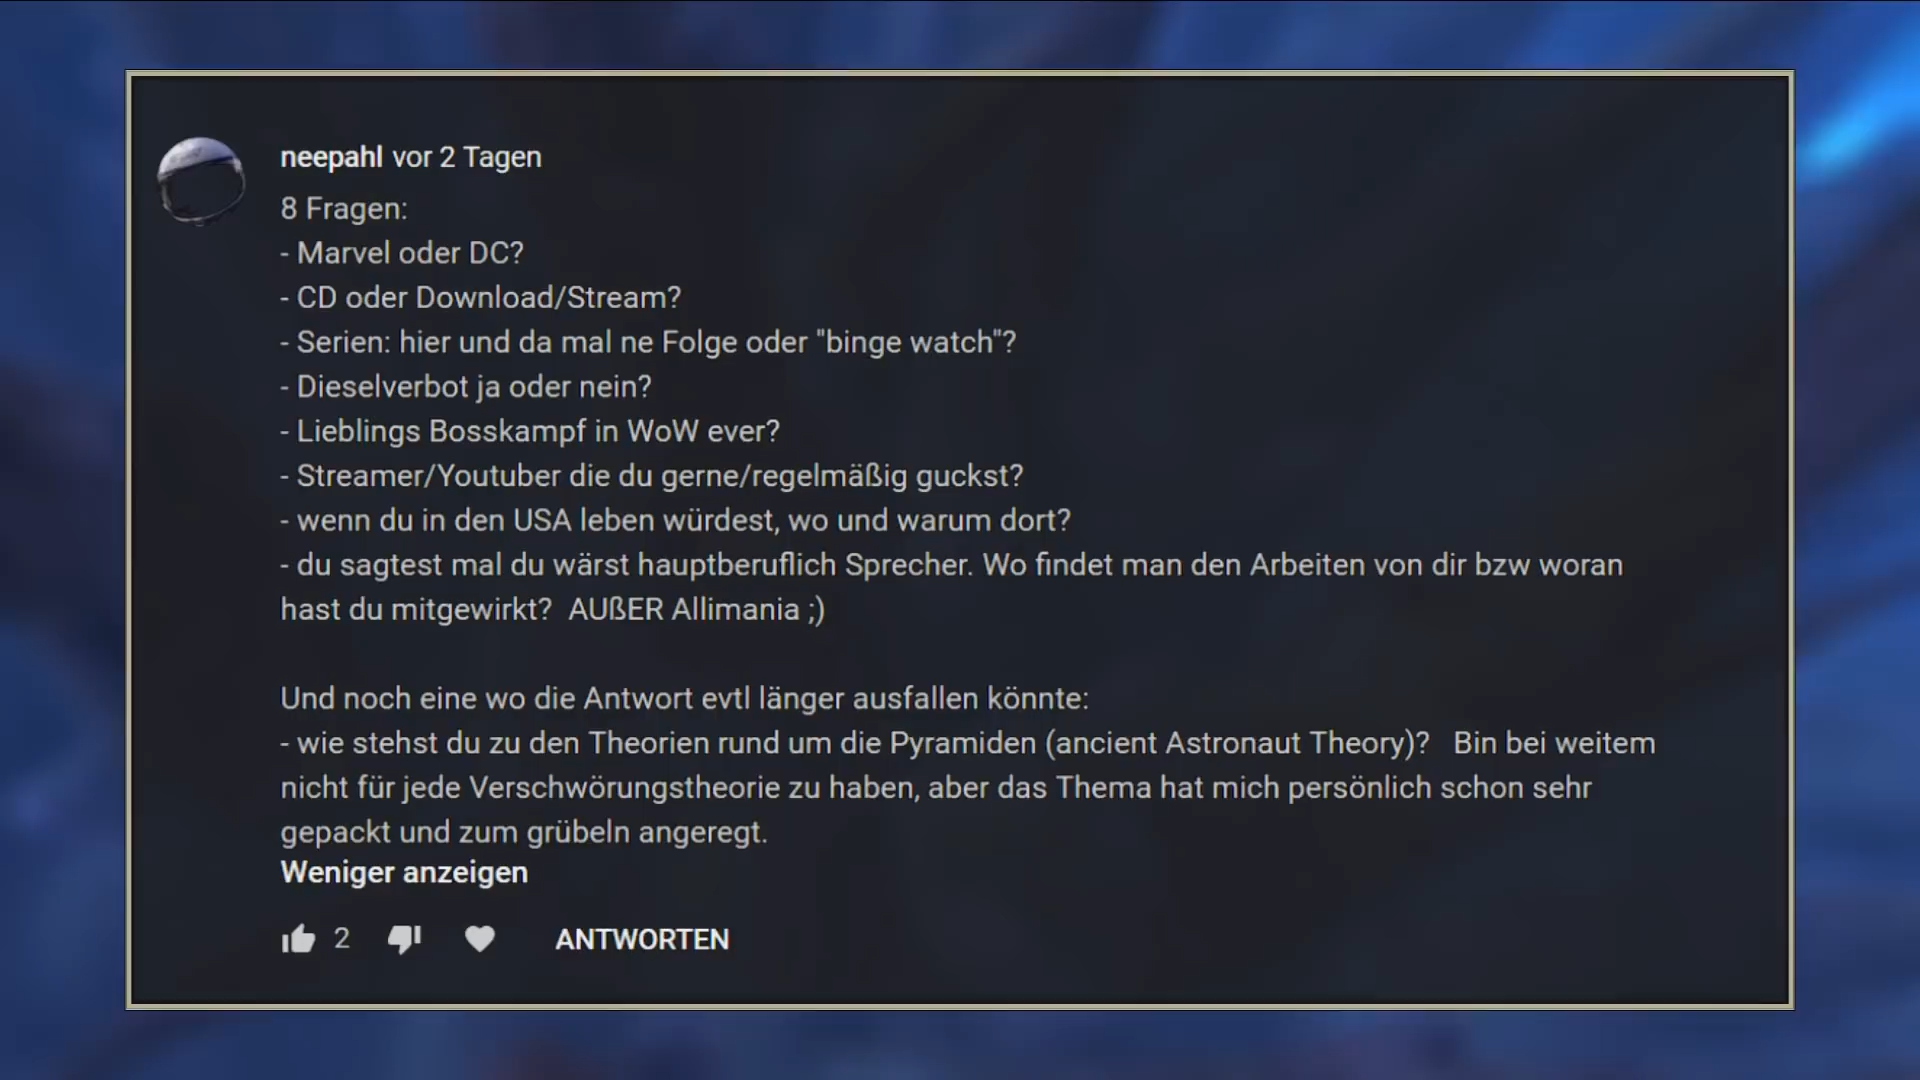 neepahl vor 2 Tagen
8 Fragen:
- Marvel oder DC?
- CD oder Download/Stream?
- Serien: hier und da mal ne Folge oder "binge watch"?
- Dieselverbot ja oder nein?
- Lieblings Bosskampf in WoW ever?
- Streamer/Youtuber die du gerne/regelmäßig guckst?
- wenn du in den USA leben würdest, wo und warum dort?
- du sagtest mal du wärst hauptberuflich Sprecher. Wo findet man den Arbeiten von dir bzw woran
hast du mitgewirkt?  AUßER Allimania ;)
Und noch eine wo die Antwort evtl länger ausfallen könnte:
- wie stehst du zu den Theorien rund um die Pyramiden (ancient Astronaut Theory)?   Bin bei weitem
nicht für jede Verschwörungstheorie zu haben, aber das Thema hat mich persönlich schon sehr
gepackt und zum grübeln angeregt.
Weniger anzeigen
2 ANTWORTEN